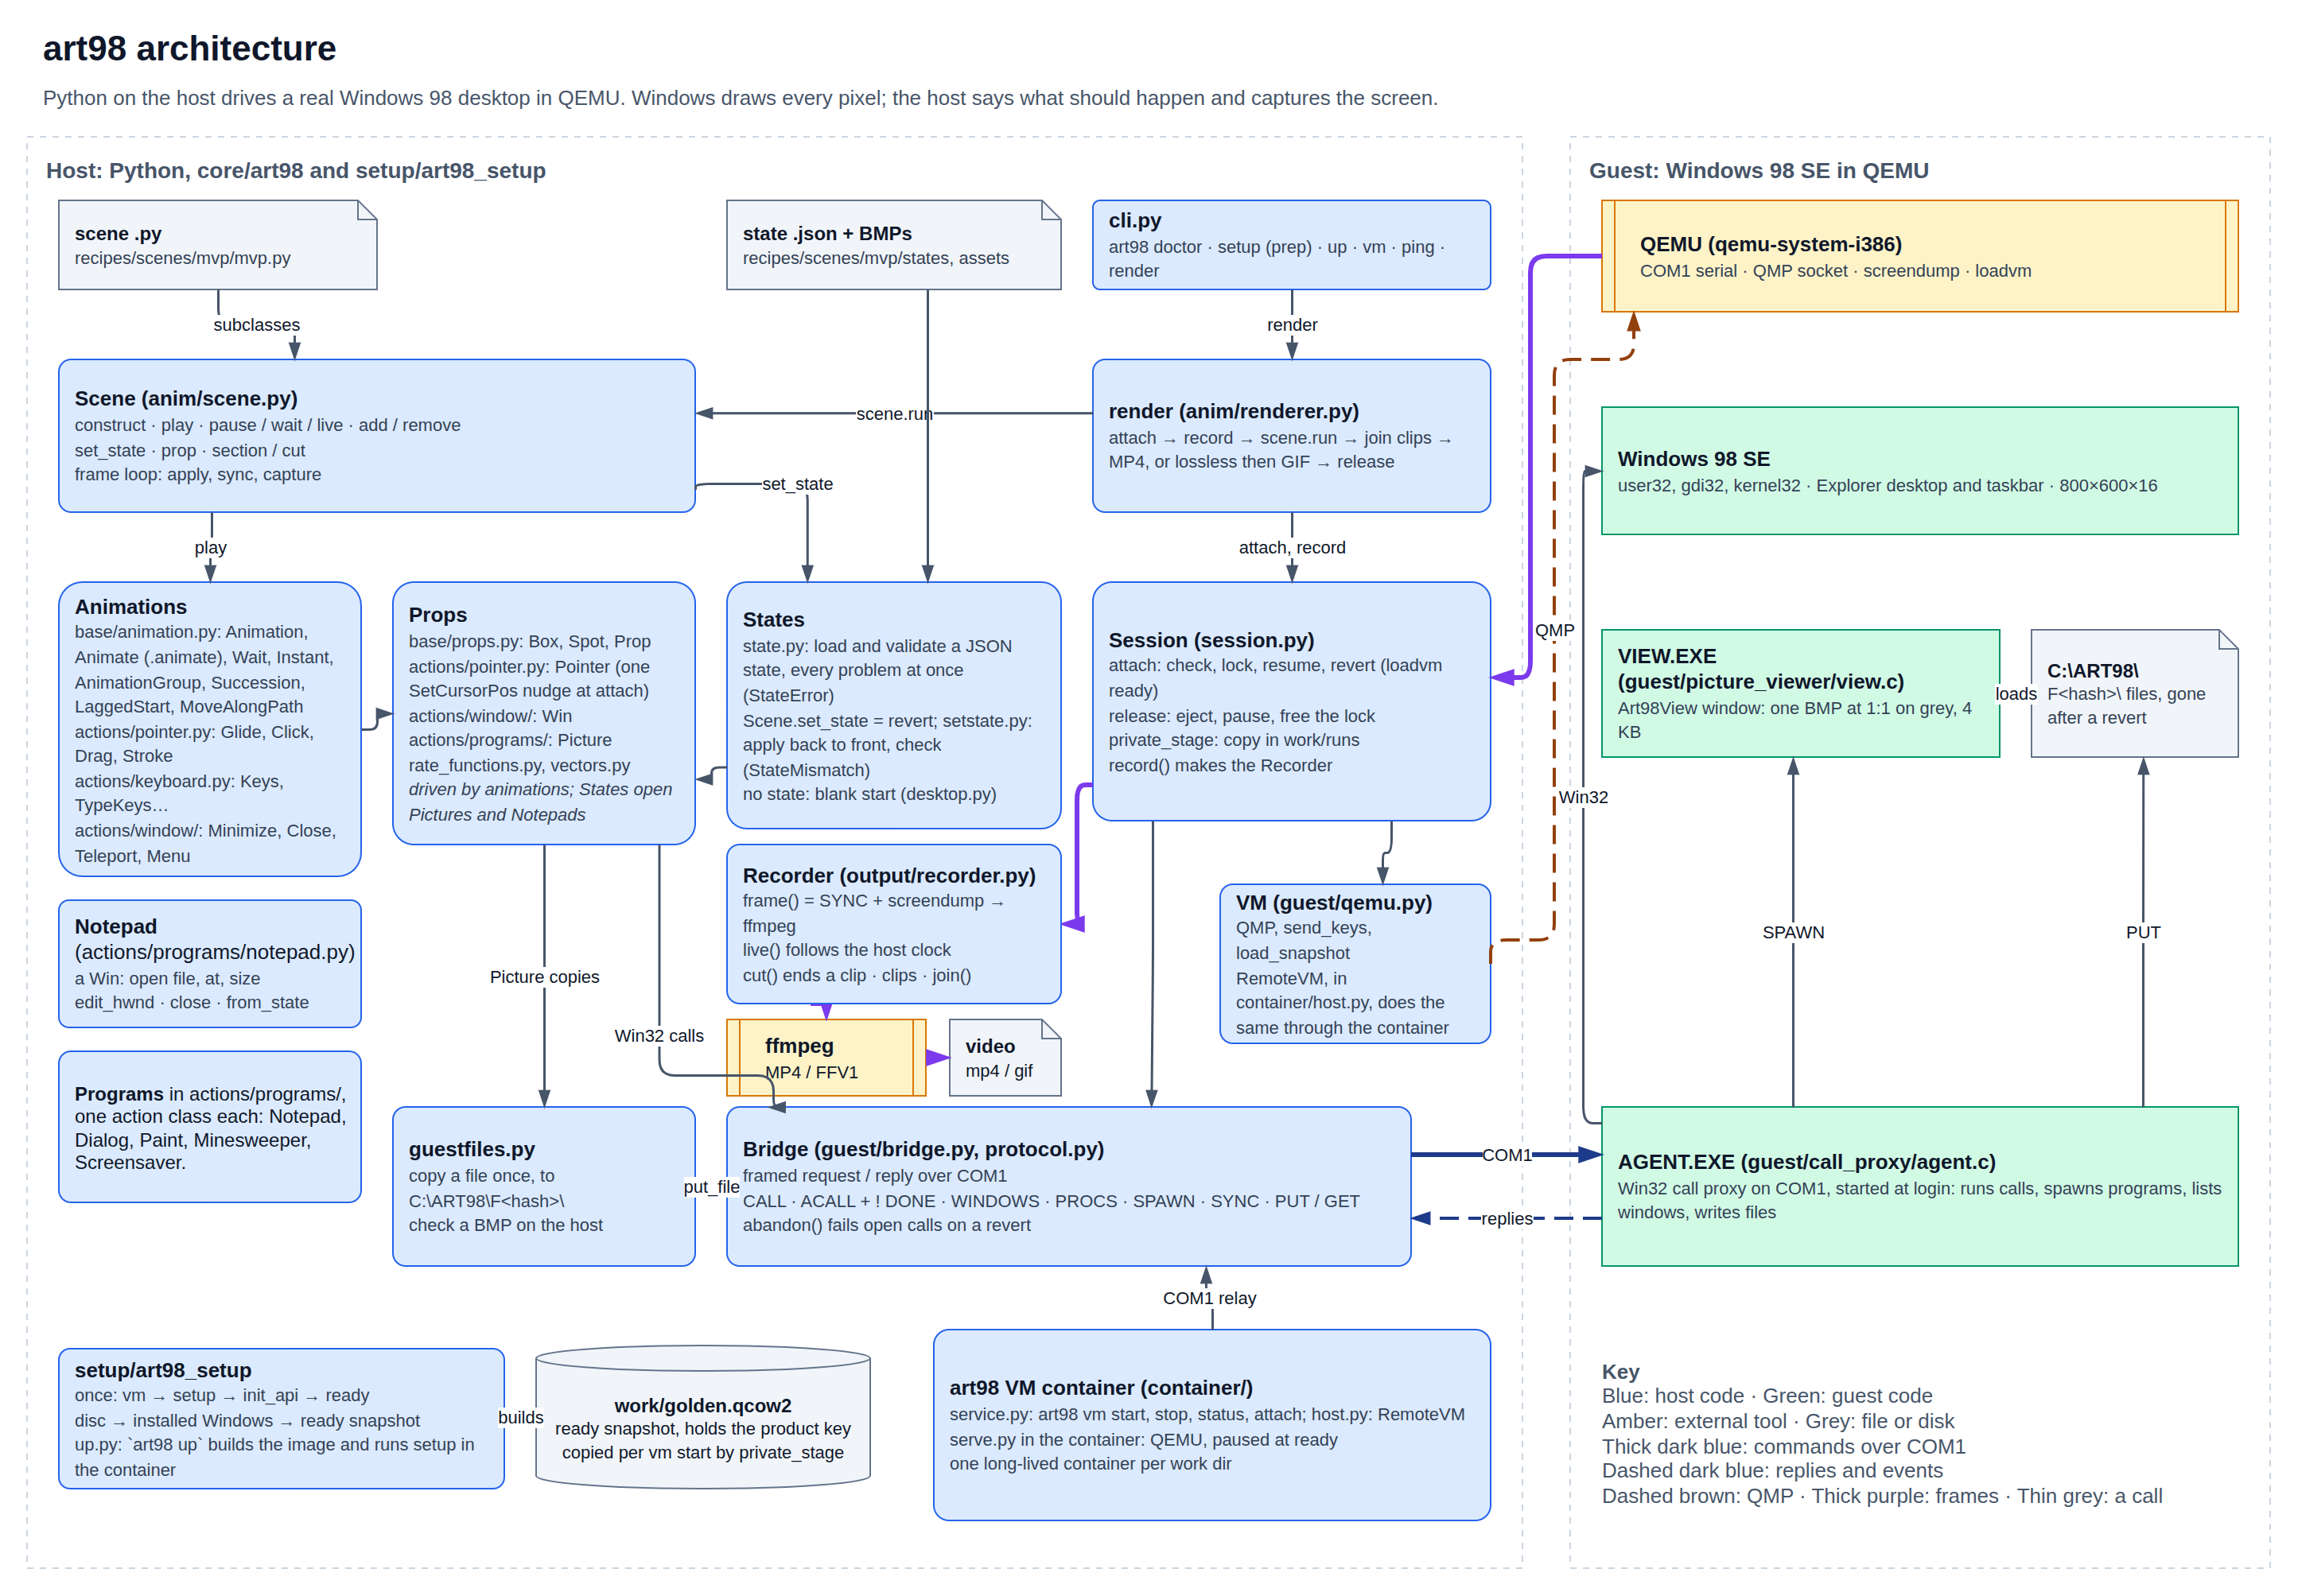 art98 architecture
Python on the host drives a real Windows 98 desktop in QEMU. Windows draws every pixel; the host says what should happen and captures the screen.
Host: Python, core/art98 and setup/art98_setup
scene .py
recipes/scenes/mvp/mvp.py
state .json + BMPs
recipes/scenes/mvp/states, assets
cli.py
art98 doctor · setup (prep) · up · vm · ping ·
render
subclasses
render
Scene (anim/scene.py)
construct · play · pause / wait / live · add / remove
set_state · prop · section / cut
frame loop: apply, sync, capture
scene.run
set_state
render (anim/renderer.py)
attach → record → scene.run → join clips →
MP4, or lossless then GIF → release
play
attach, record
Animations
base/animation.py: Animation,
Animate (.animate), Wait, Instant,
AnimationGroup, Succession,
LaggedStart, MoveAlongPath
actions/pointer.py: Glide, Click,
Drag, Stroke
actions/keyboard.py: Keys,
TypeKeys…
actions/window/: Minimize, Close,
Teleport, Menu
Props
base/props.py: Box, Spot, Prop
actions/pointer.py: Pointer (one
SetCursorPos nudge at attach)
actions/window/: Win
actions/programs/: Picture
rate_functions.py, vectors.py
driven by animations; States open
Pictures and Notepads
States
state.py: load and validate a JSON
state, every problem at once
(StateError)
Scene.set_state = revert; setstate.py:
apply back to front, check
(StateMismatch)
no state: blank start (desktop.py)
Session (session.py)
attach: check, lock, resume, revert (loadvm
ready)
release: eject, pause, free the lock
private_stage: copy in work/runs
record() makes the Recorder
Notepad
(actions/programs/notepad.py)
a Win: open file, at, size
edit_hwnd · close · from_state
Recorder (output/recorder.py)
frame() = SYNC + screendump →
ffmpeg
live() follows the host clock
cut() ends a clip · clips · join()
VM (guest/qemu.py)
QMP, send_keys,
load_snapshot
RemoteVM, in
container/host.py, does the
same through the container
Picture copies
Win32 calls
ffmpeg
MP4 / FFV1
video
mp4 / gif
Programs in actions/programs/,
one action class each: Notepad,
Dialog, Paint, Minesweeper,
Screensaver.
guestfiles.py
copy a file once, to
C:\ART98\F<hash>\
check a BMP on the host
put_file
Bridge (guest/bridge.py, protocol.py)
framed request / reply over COM1
CALL · ACALL + ! DONE · WINDOWS · PROCS · SPAWN · SYNC · PUT / GET
abandon() fails open calls on a revert
COM1
replies
COM1 relay
setup/art98_setup
once: vm → setup → init_api → ready
disc → installed Windows → ready snapshot
up.py: `art98 up` builds the image and runs setup in
the container
builds
work/golden.qcow2
ready snapshot, holds the product key
copied per vm start by private_stage
art98 VM container (container/)
service.py: art98 vm start, stop, status, attach; host.py: RemoteVM
serve.py in the container: QEMU, paused at ready
one long-lived container per work dir
Guest: Windows 98 SE in QEMU
QEMU (qemu-system-i386)
COM1 serial · QMP socket · screendump · loadvm
Windows 98 SE
user32, gdi32, kernel32 · Explorer desktop and taskbar · 800×600×16
QMP
Win32
VIEW.EXE
(guest/picture_viewer/view.c)
Art98View window: one BMP at 1:1 on grey, 4
KB
loads
C:\ART98\
F<hash>\ files, gone
after a revert
SPAWN
PUT
AGENT.EXE (guest/call_proxy/agent.c)
Win32 call proxy on COM1, started at login: runs calls, spawns programs, lists
windows, writes files
Key
Blue: host code · Green: guest code
Amber: external tool · Grey: file or disk
Thick dark blue: commands over COM1
Dashed dark blue: replies and events
Dashed brown: QMP · Thick purple: frames · Thin grey: a call